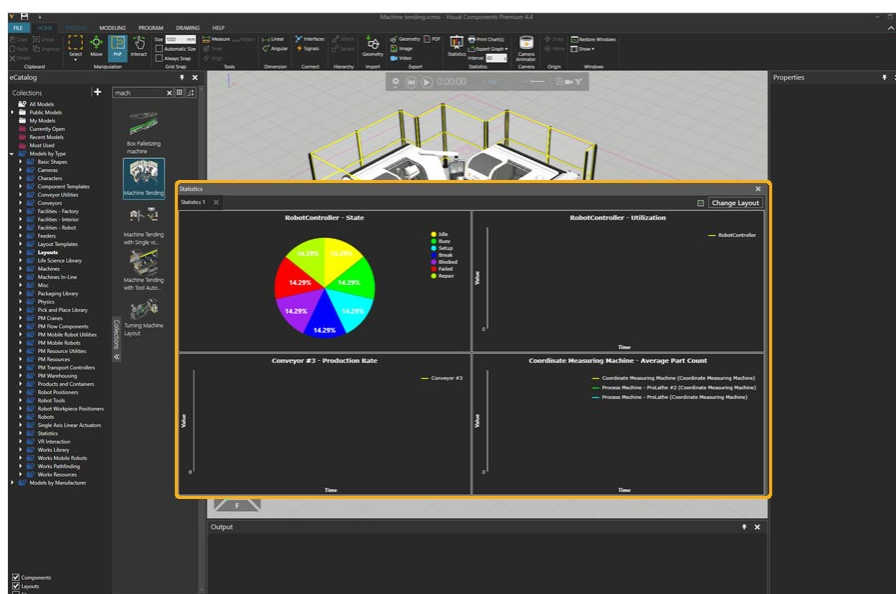 Machine tending.vcmx - Visual Components Premium 4.4
FILE HOME MODELING PROGRAM DRAWING HELP
Size 1000 mm
Automatic Size
Always Snap
Select Move PnP Interact
Measure
Linear
Angular
Interfaces
Signals
Geometry
Geometry PDF
Image
Video
Statistics
Print Chart(s)
Export Graph
Interval
Camera Animator
Restore Windows
Show
Clipboard Manipulation Grid Snap Tools Dimension Connect Hierarchy Import Export Statistics Camera Origin Windows
eCatalog
Collections
mach
All Models
Public Models
My Models
Currently Open
Recent Models
Most Used
Models by Type
Basic Shapes
Cameras
Characters
Component Templates
Conveyor Utilities
Conveyors
Facilities - Factory
Facilities - Interior
Facilities - Robot
Feeders
Layout Templates
Layouts
Life Science Library
Machines
Machines In-Line
Misc
Packaging Library
Physics
Pick and Place Library
PM Cranes
PM Flow Components
PM Mobile Robot Utilities
PM Mobile Robots
PM Resource Utilities
PM Resources
PM Transport Controllers
PM Warehousing
Products and Containers
Robot Positioners
Robot Tools
Robot Workpiece Positioners
Robots
Single Axis Linear Actuators
Statistics
VR Interaction
Works Library
Works Mobile Robots
Works Pathfinding
Works Resources
Models by Manufacturer
Components
Layouts
Collections
Box Palletizing
machine
Machine Tending
Machine Tending
with Single vi...
Machine Tending
with Tool Auto...
Turning Machine
Layout
0:00:00
Statistics
Statistics 1
Change Layout
RobotController - State
14.29%
14.29%
14.29%
14.29%
14.29%
14.29%
14.29%
Idle
Busy
Setup
Break
Blocked
Failed
Repair
RobotController - Utilization
RobotController
Value
0
Time
Conveyor #3 - Production Rate
Conveyor #3
Value
0
Time
Coordinate Measuring Machine - Average Part Count
Coordinate Measuring Machine (Coordinate Measuring Machine)
Process Machine - ProLathe #2 (Coordinate Measuring Machine)
Process Machine - ProLathe (Coordinate Measuring Machine)
Value
0
Time
F
Output
Properties